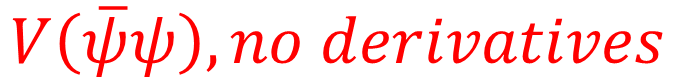 V(ψ̄ψ), no derivatives